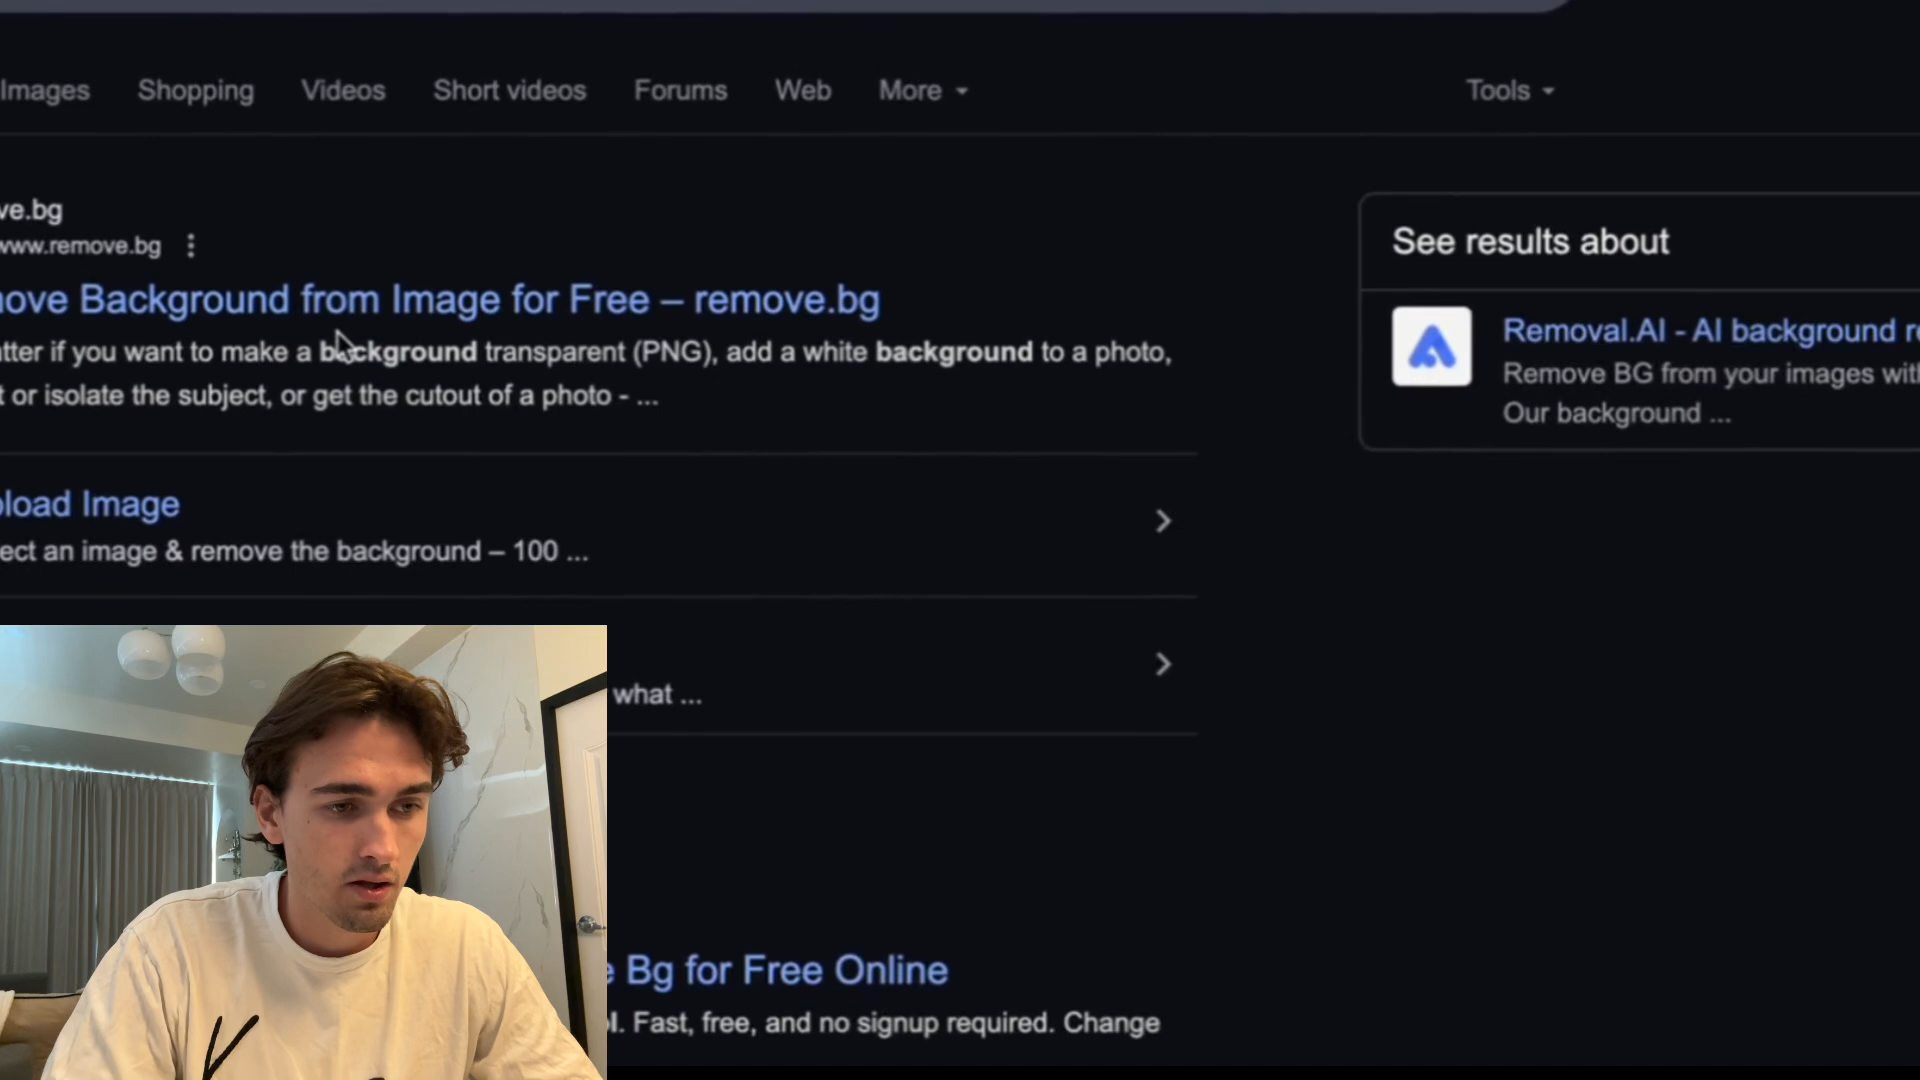 Images Shopping Videos Short videos Forums Web More Tools
ve.bg
www.remove.bg
ove Background from Image for Free – remove.bg
tter if you want to make a background transparent (PNG), add a white background to a photo,
t or isolate the subject, or get the cutout of a photo - ...
See results about
Removal.AI - AI background re
Remove BG from your images with
Our background ...
load Image
ect an image & remove the background – 100 ...
what ...
e Bg for Free Online
l. Fast, free, and no signup required. Change